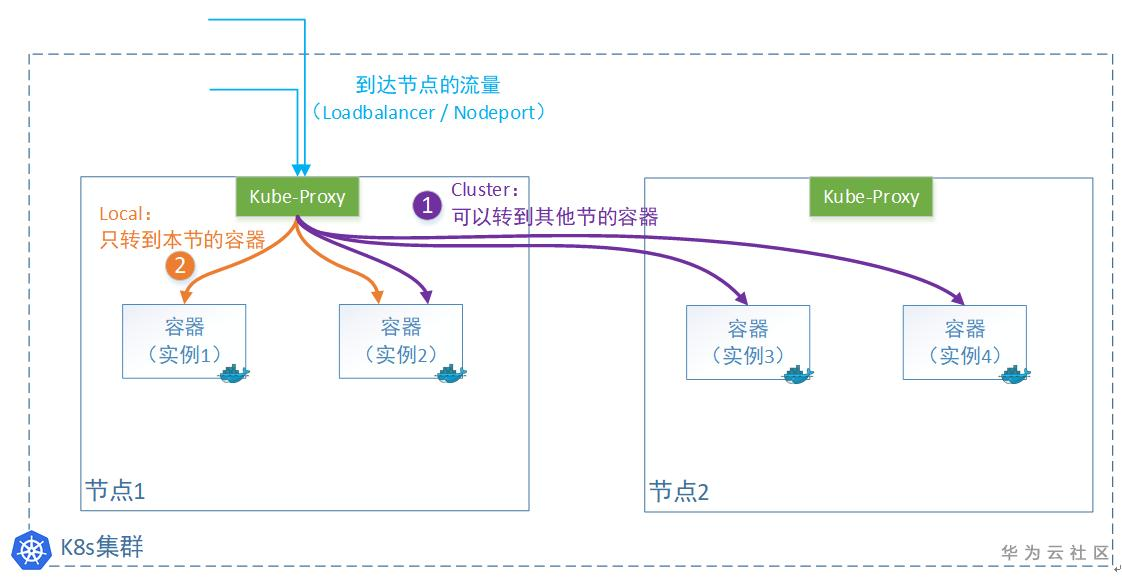 到达节点的流量
（Loadbalancer / Nodeport）
Kube-Proxy
Local：
只转到本节的容器
2
1
Cluster：
可以转到其他节的容器
Kube-Proxy
容器
（实例1）
容器
（实例2）
容器
（实例3）
容器
（实例4）
节点1
节点2
K8s集群
华为云社区